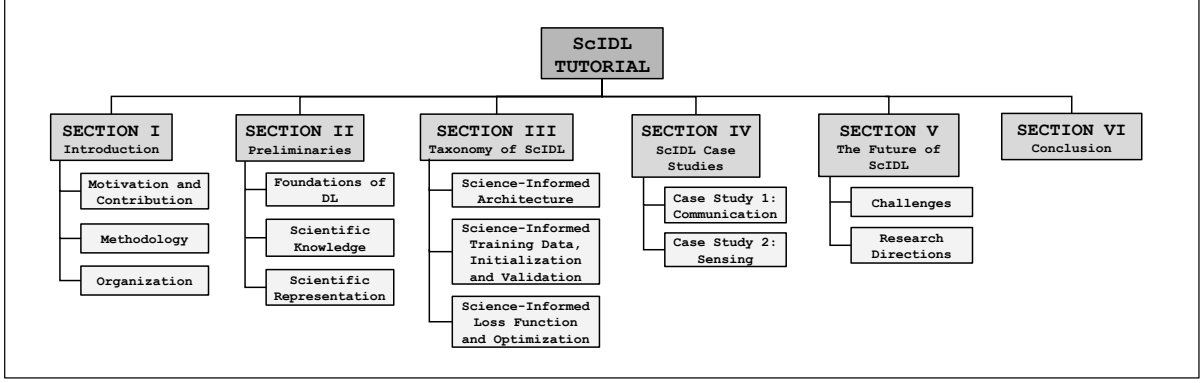 ScIDL
TUTORIAL
SECTION I
Introduction
Motivation and
Contribution
Methodology
Organization
SECTION II
Preliminaries
Foundations of
DL
Scientific
Knowledge
Scientific
Representation
SECTION III
Taxonomy of ScIDL
Science-Informed
Architecture
Science-Informed
Training Data,
Initialization
and Validation
Science-Informed
Loss Function
and Optimization
SECTION IV
ScIDL Case
Studies
Case Study 1:
Communication
Case Study 2:
Sensing
SECTION V
The Future of
ScIDL
Challenges
Research
Directions
SECTION VI
Conclusion